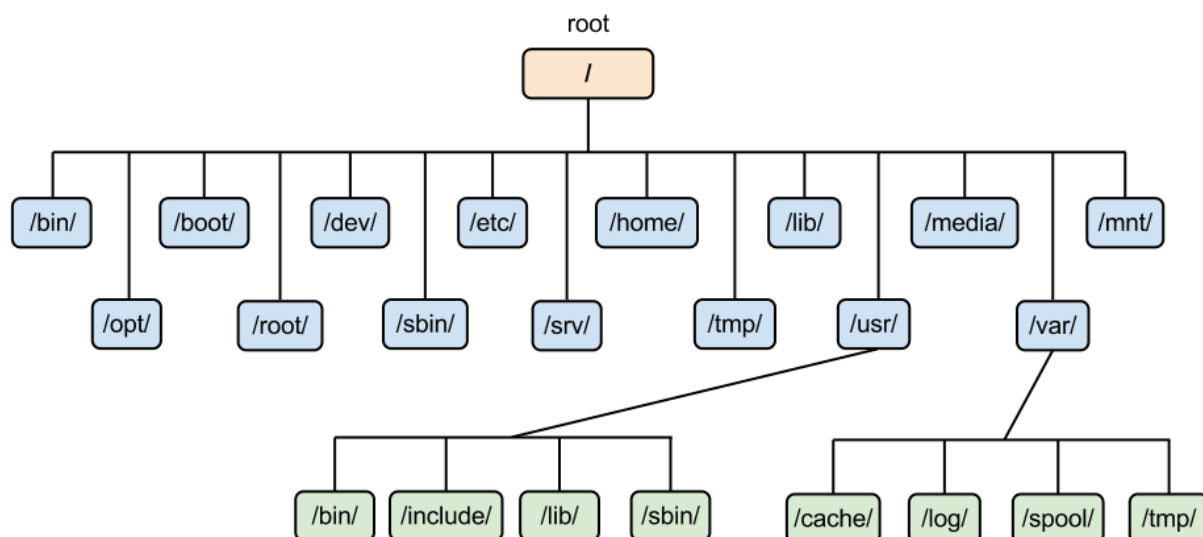 root
/
/bin/ /boot/ /dev/ /etc/ /home/ /lib/ /media/ /mnt/
/opt/ /root/ /sbin/ /srv/ /tmp/ /usr/ /var/
/bin/ /include/ /lib/ /sbin/ /cache/ /log/ /spool/ /tmp/